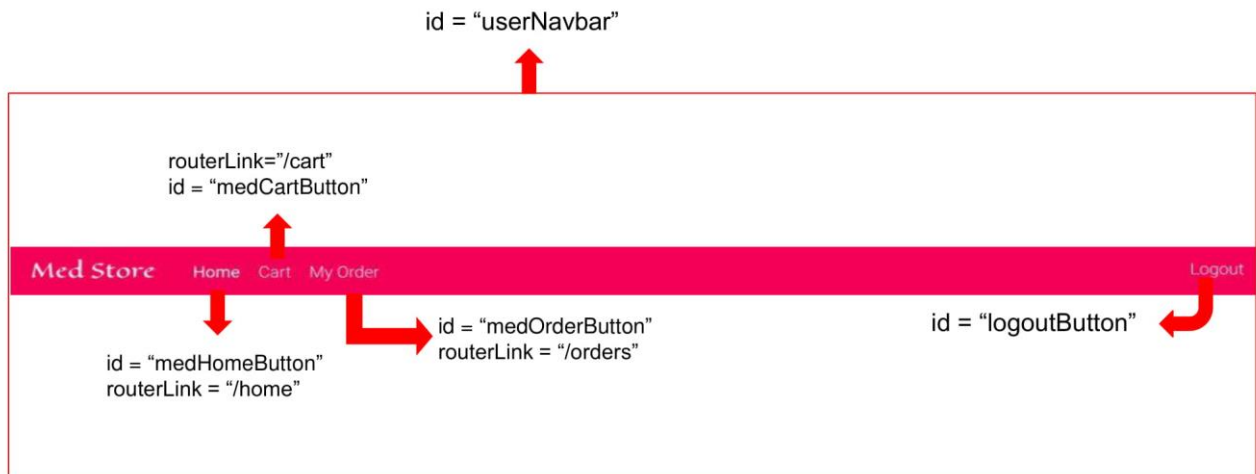 id = “userNavbar”
routerLink=”/cart”
id = “medCartButton”
Med Store Home Cart My Order Logout
id = “medOrderButton”
routerLink = “/orders”
id = “logoutButton”
id = “medHomeButton”
routerLink = “/home”